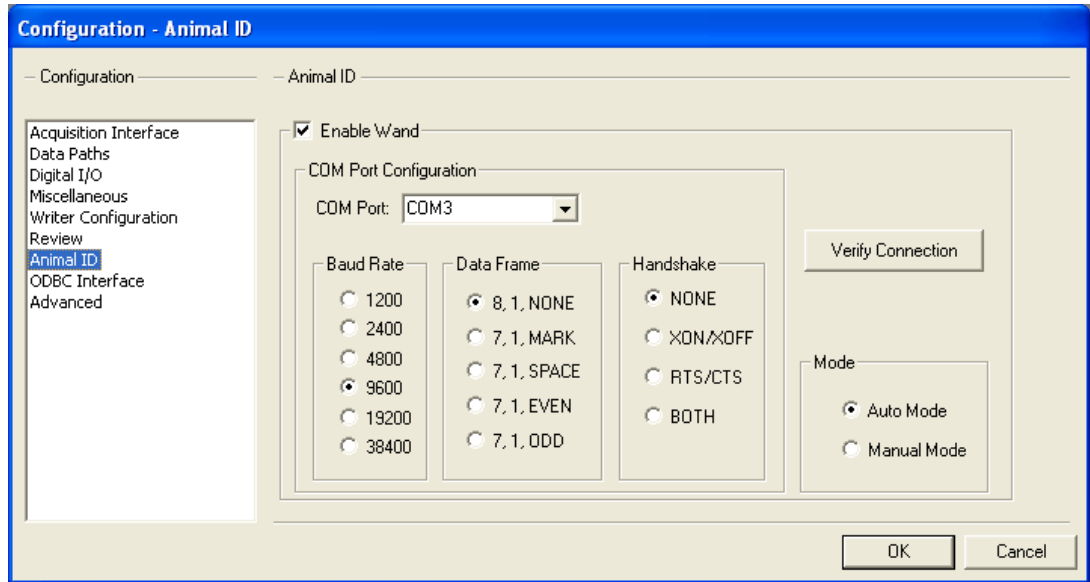 Configuration - Animal ID
Configuration
Acquisition Interface
Data Paths
Digital I/O
Miscellaneous
Writer Configuration
Review
Animal ID
ODBC Interface
Advanced
Animal ID
Enable Wand
COM Port Configuration
COM Port: COM3
Baud Rate
1200
2400
4800
9600
19200
38400
Data Frame
8, 1, NONE
7, 1, MARK
7, 1, SPACE
7, 1, EVEN
7, 1, ODD
Handshake
NONE
XON/XOFF
RTS/CTS
BOTH
Verify Connection
Mode
Auto Mode
Manual Mode
OK
Cancel